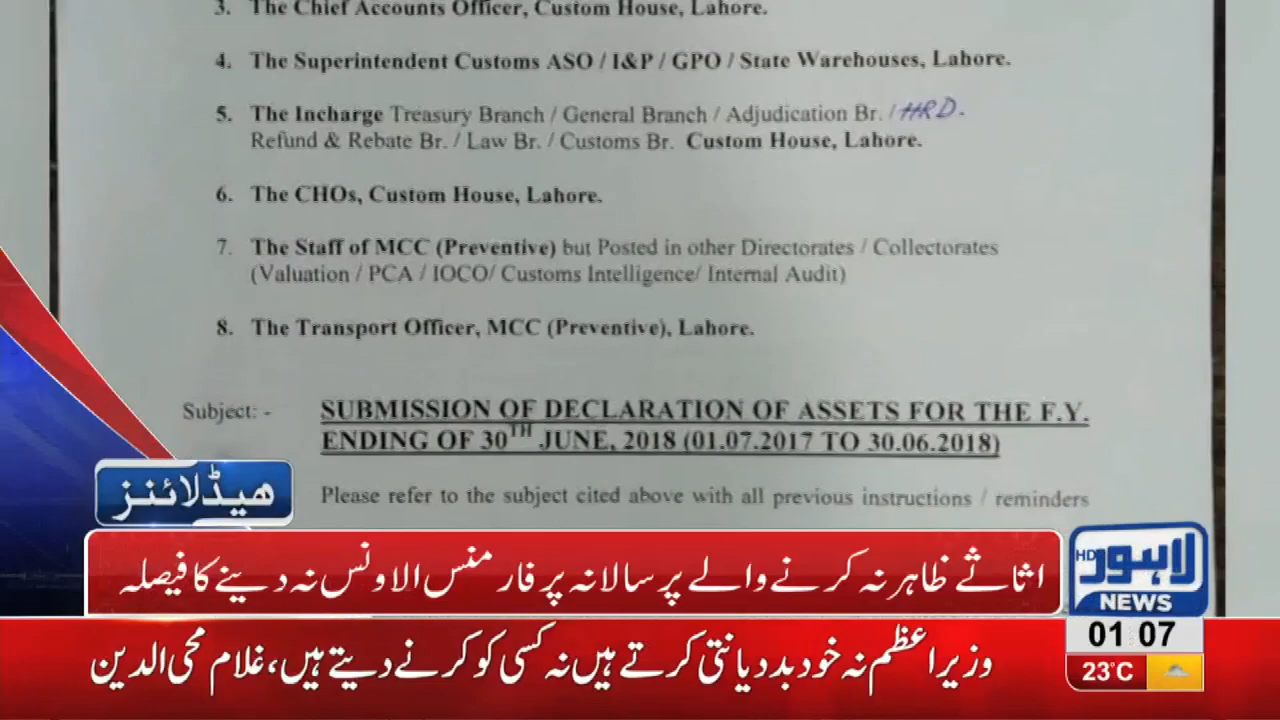 3. The Chief Accounts Officer, Custom House, Lahore.
4. The Superintendent Customs ASO / I&P / GPO / State Warehouses, Lahore.
5. The Incharge Treasury Branch / General Branch / Adjudication Br. / HRD.
Refund & Rebate Br. / Law Br. / Customs Br. Custom House, Lahore.
6. The CHOs, Custom House, Lahore.
7. The Staff of MCC (Preventive) but Posted in other Directorates / Collectorates
(Valuation / PCA / IOCO/ Customs Intelligence/ Internal Audit)
8. The Transport Officer, MCC (Preventive), Lahore.
Subject: - SUBMISSION OF DECLARATION OF ASSETS FOR THE F.Y.
ENDING OF 30TH JUNE, 2018 (01.07.2017 TO 30.06.2018)
Please refer to the subject cited above with all previous instructions / reminders
ہیڈلائنز
اثاثے ظاہر نہ کرنے والے پر سالانہ پرفارمنس الاونس نہ دینے کا فیصلہ
HD لاہور
NEWS
01 07
23°C
وزیراعظم نہ خود بددیانتی کرتے ہیں نہ کسی کو کرنے دیتے ہیں، غلام محی الدین